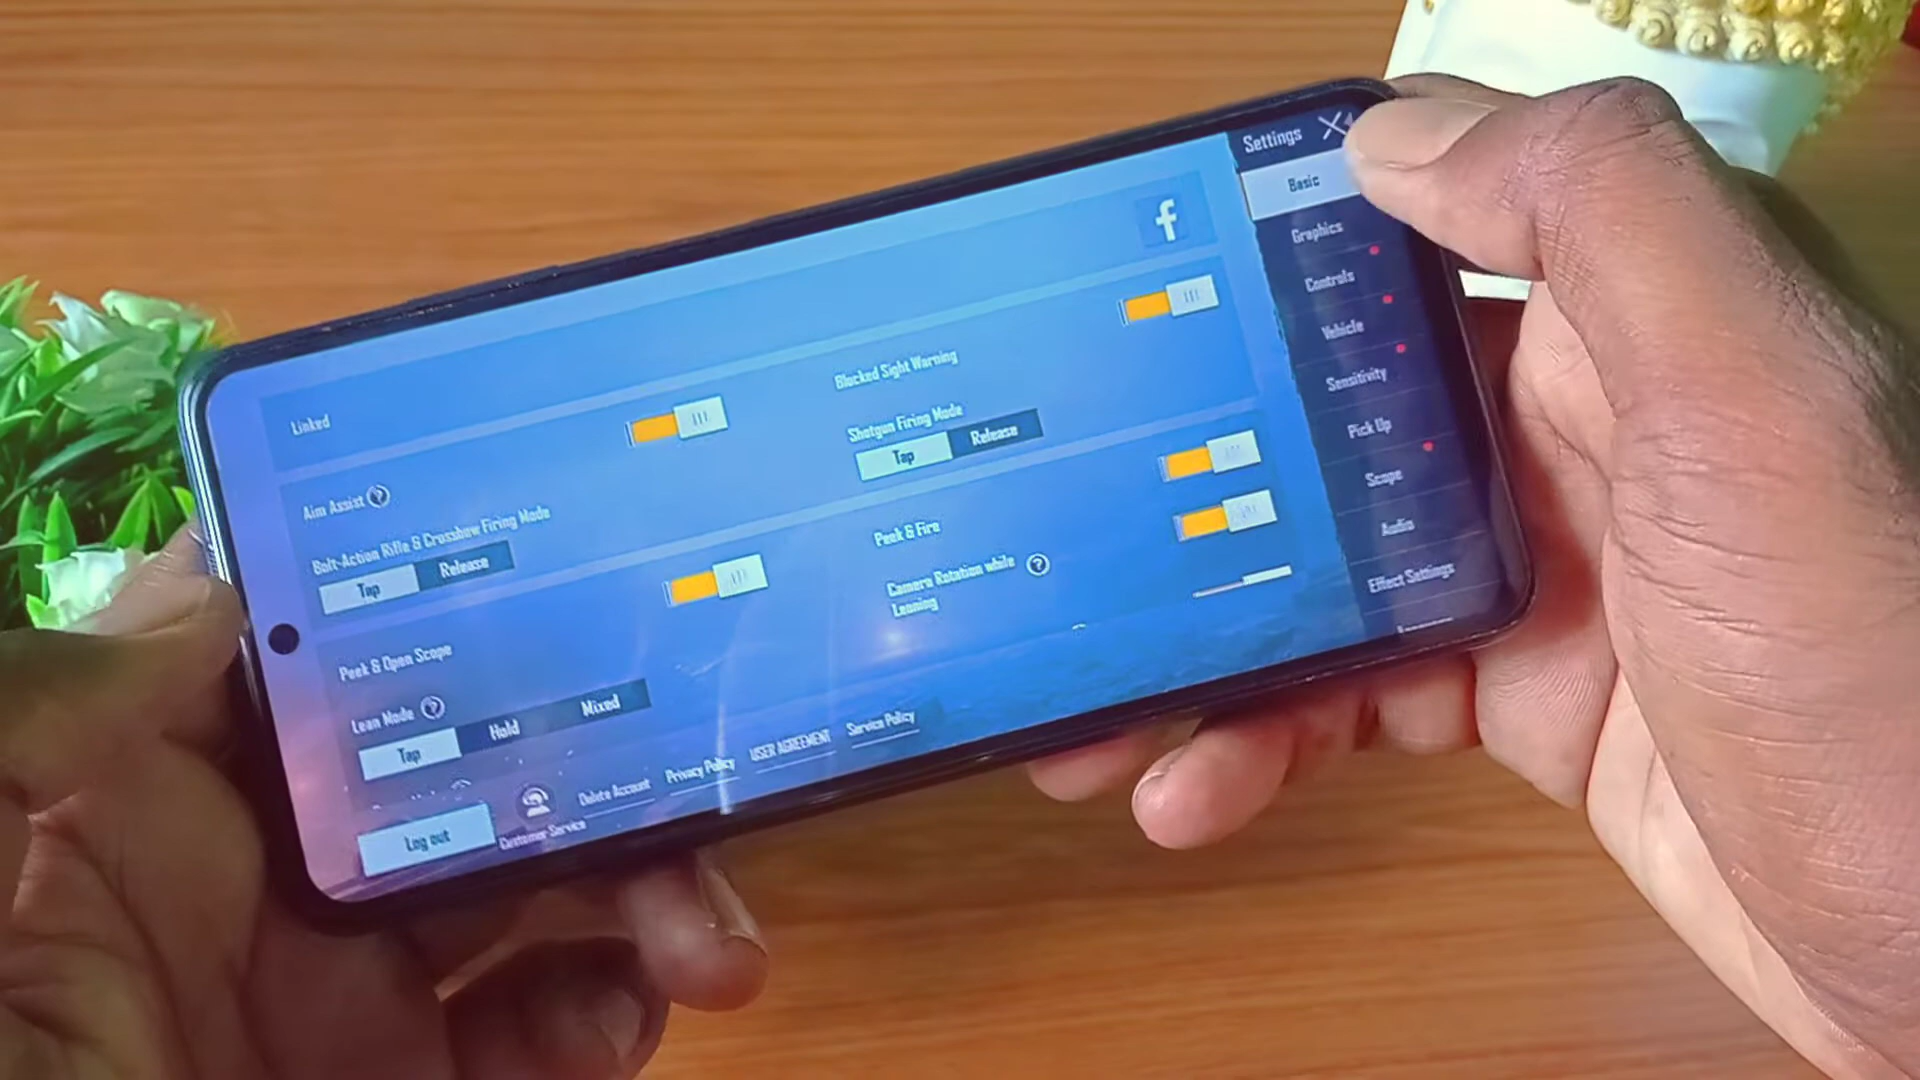 Settings
Basic
Graphics
Controls
Vehicle
Sensitivity
Pick Up
Scope
Audio
Effect Settings
Linked
f
Aim Assist ?
Blocked Sight Warning
Bolt-Action Rifle & Crossbow Firing Mode
Tap Release
Shotgun Firing Mode
Tap Release
Peek & Open Scope
Peek & Fire
Lean Mode ?
Tap Hold Mixed
Camera Rotation while ?
Leaning
Log out
Customer Service
Delete Account
Privacy Policy
USER AGREEMENT
Service Policy